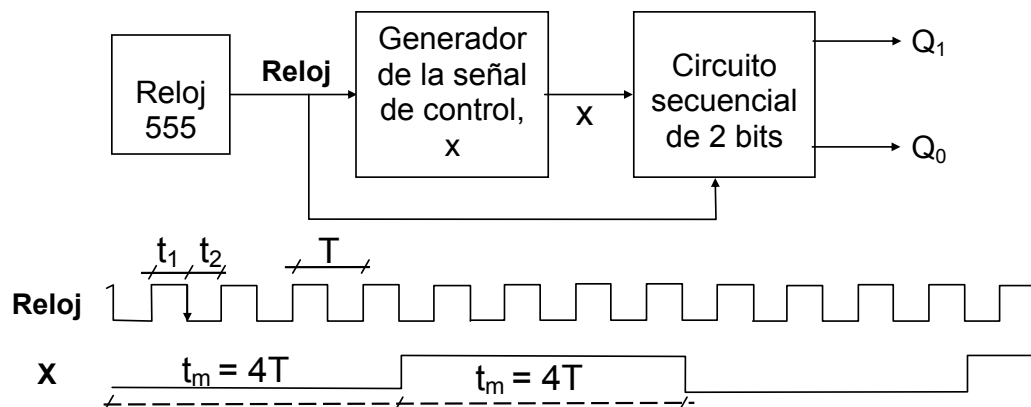 Reloj
555
Reloj
Generador
de la señal
de control,
x
x
Circuito
secuencial
de 2 bits
Q1
Q0
t1 t2 T
Reloj
X
tm = 4T tm = 4T